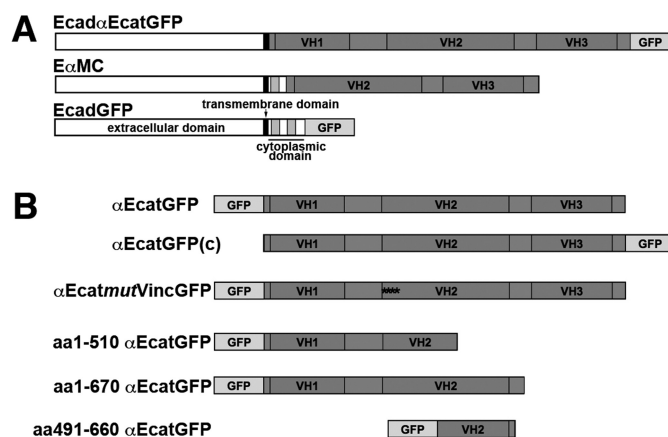 A
EcadαEcatGFP
VH1 VH2 VH3 GFP
EαMC
VH2 VH3
EcadGFP
transmembrane domain
extracellular domain GFP
cytoplasmic
domain
B
αEcatGFP
GFP VH1 VH2 VH3
αEcatGFP(c)
VH1 VH2 VH3 GFP
αEcatmutVincGFP
GFP VH1 **** VH2 VH3
aa1-510 αEcatGFP
GFP VH1 VH2
aa1-670 αEcatGFP
GFP VH1 VH2
aa491-660 αEcatGFP
GFP VH2